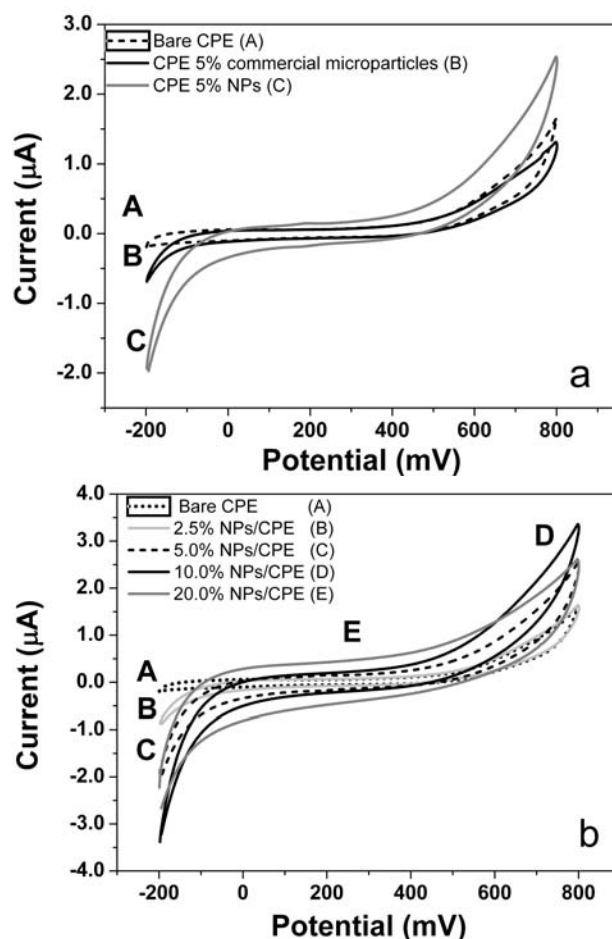 3.0
Bare CPE (A)
CPE 5% commercial microparticles (B)
CPE 5% NPs (C)
2.0
1.0
0.0
-1.0
-2.0
Current (μA)
A
B
C
a
-200 0 200 400 600 800
Potential (mV)
4.0
Bare CPE (A)
2.5% NPs/CPE (B)
5.0% NPs/CPE (C)
10.0% NPs/CPE (D)
20.0% NPs/CPE (E)
3.0
2.0
1.0
0.0
-1.0
-2.0
-3.0
-4.0
Current (μA)
D
E
A
B
C
b
-200 0 200 400 600 800
Potential (mV)